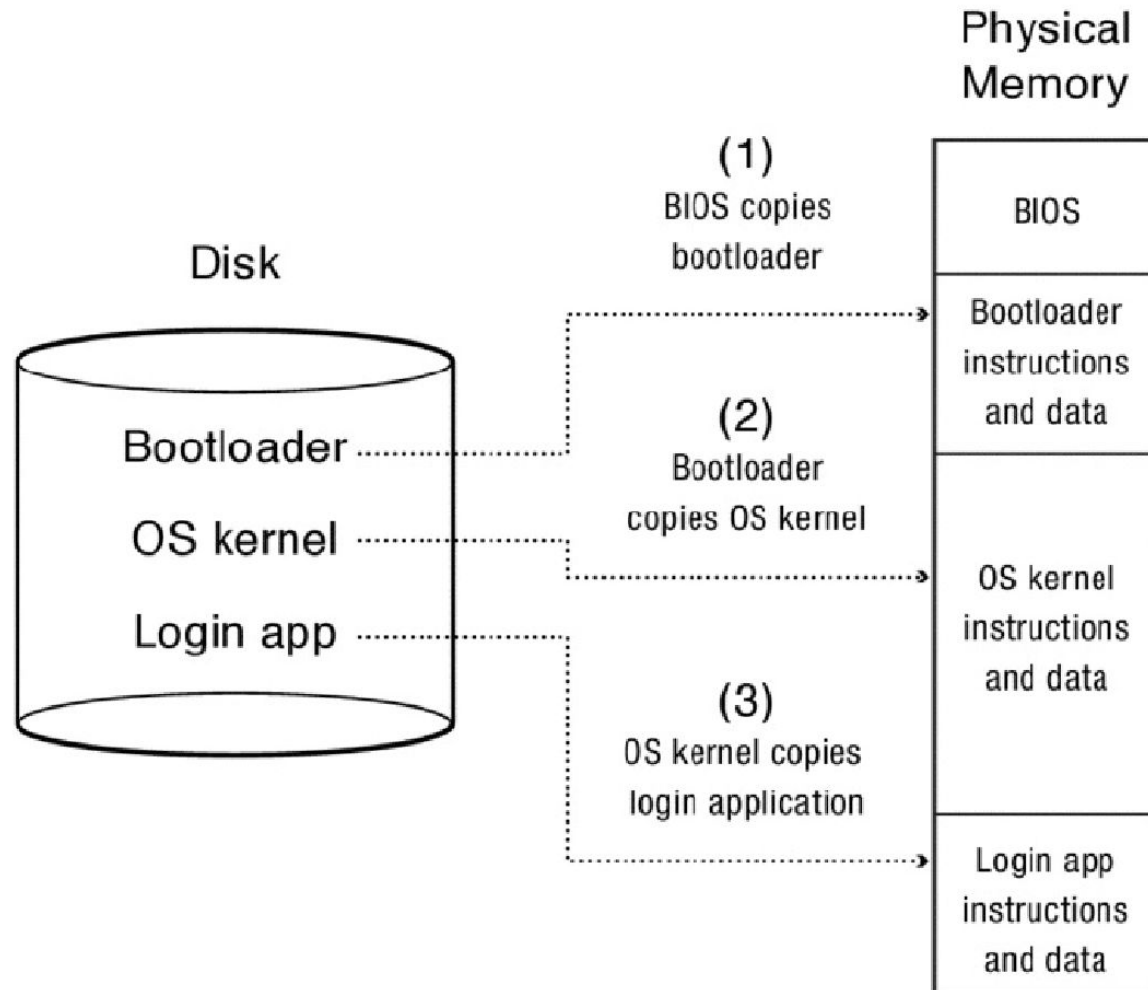 Physical
Memory
(1)
BIOS copies
bootloader
BIOS
Disk
Bootloader
instructions
and data
Bootloader
(2)
Bootloader
copies OS kernel
OS kernel
OS kernel
instructions
and data
Login app
(3)
OS kernel copies
login application
Login app
instructions
and data